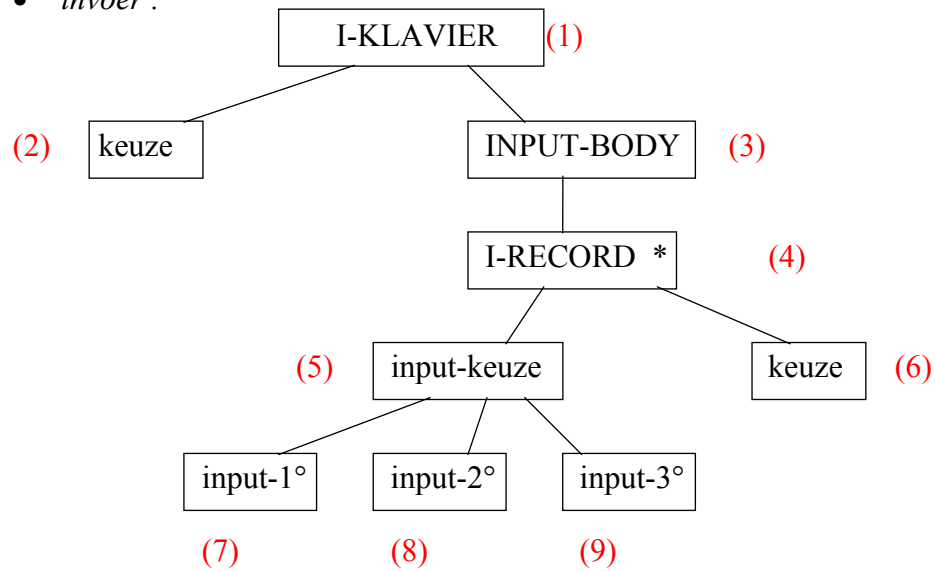 • invoer :
I-KLAVIER (1)
(2) keuze INPUT-BODY (3)
I-RECORD * (4)
(5) input-keuze keuze (6)
input-1° input-2° input-3°
(7) (8) (9)